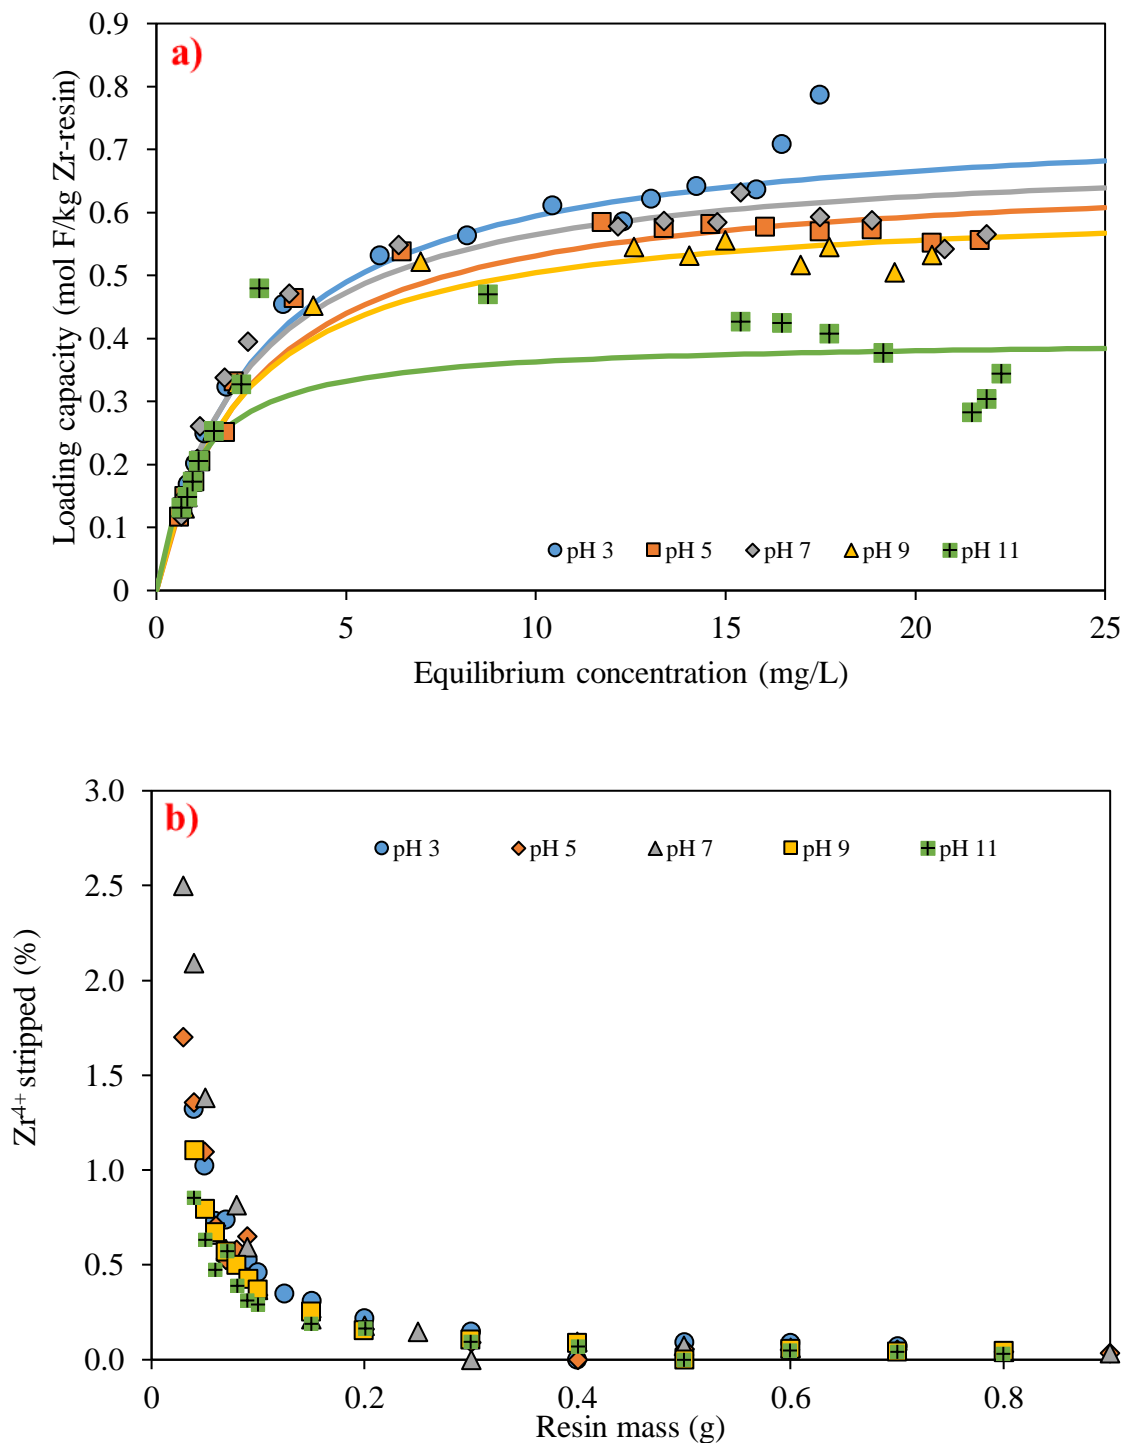 a)
Loading capacity (mol F/kg Zr-resin)
0.9
0.8
0.7
0.6
0.5
0.4
0.3
0.2
0.1
0
pH 3 pH 5 pH 7 pH 9 pH 11
0 5 10 15 20 25
Equilibrium concentration (mg/L)
b)
Zr⁴⁺ stripped (%)
3.0
2.5
2.0
1.5
1.0
0.5
0.0
pH 3 pH 5 pH 7 pH 9 pH 11
0 0.2 0.4 0.6 0.8
Resin mass (g)